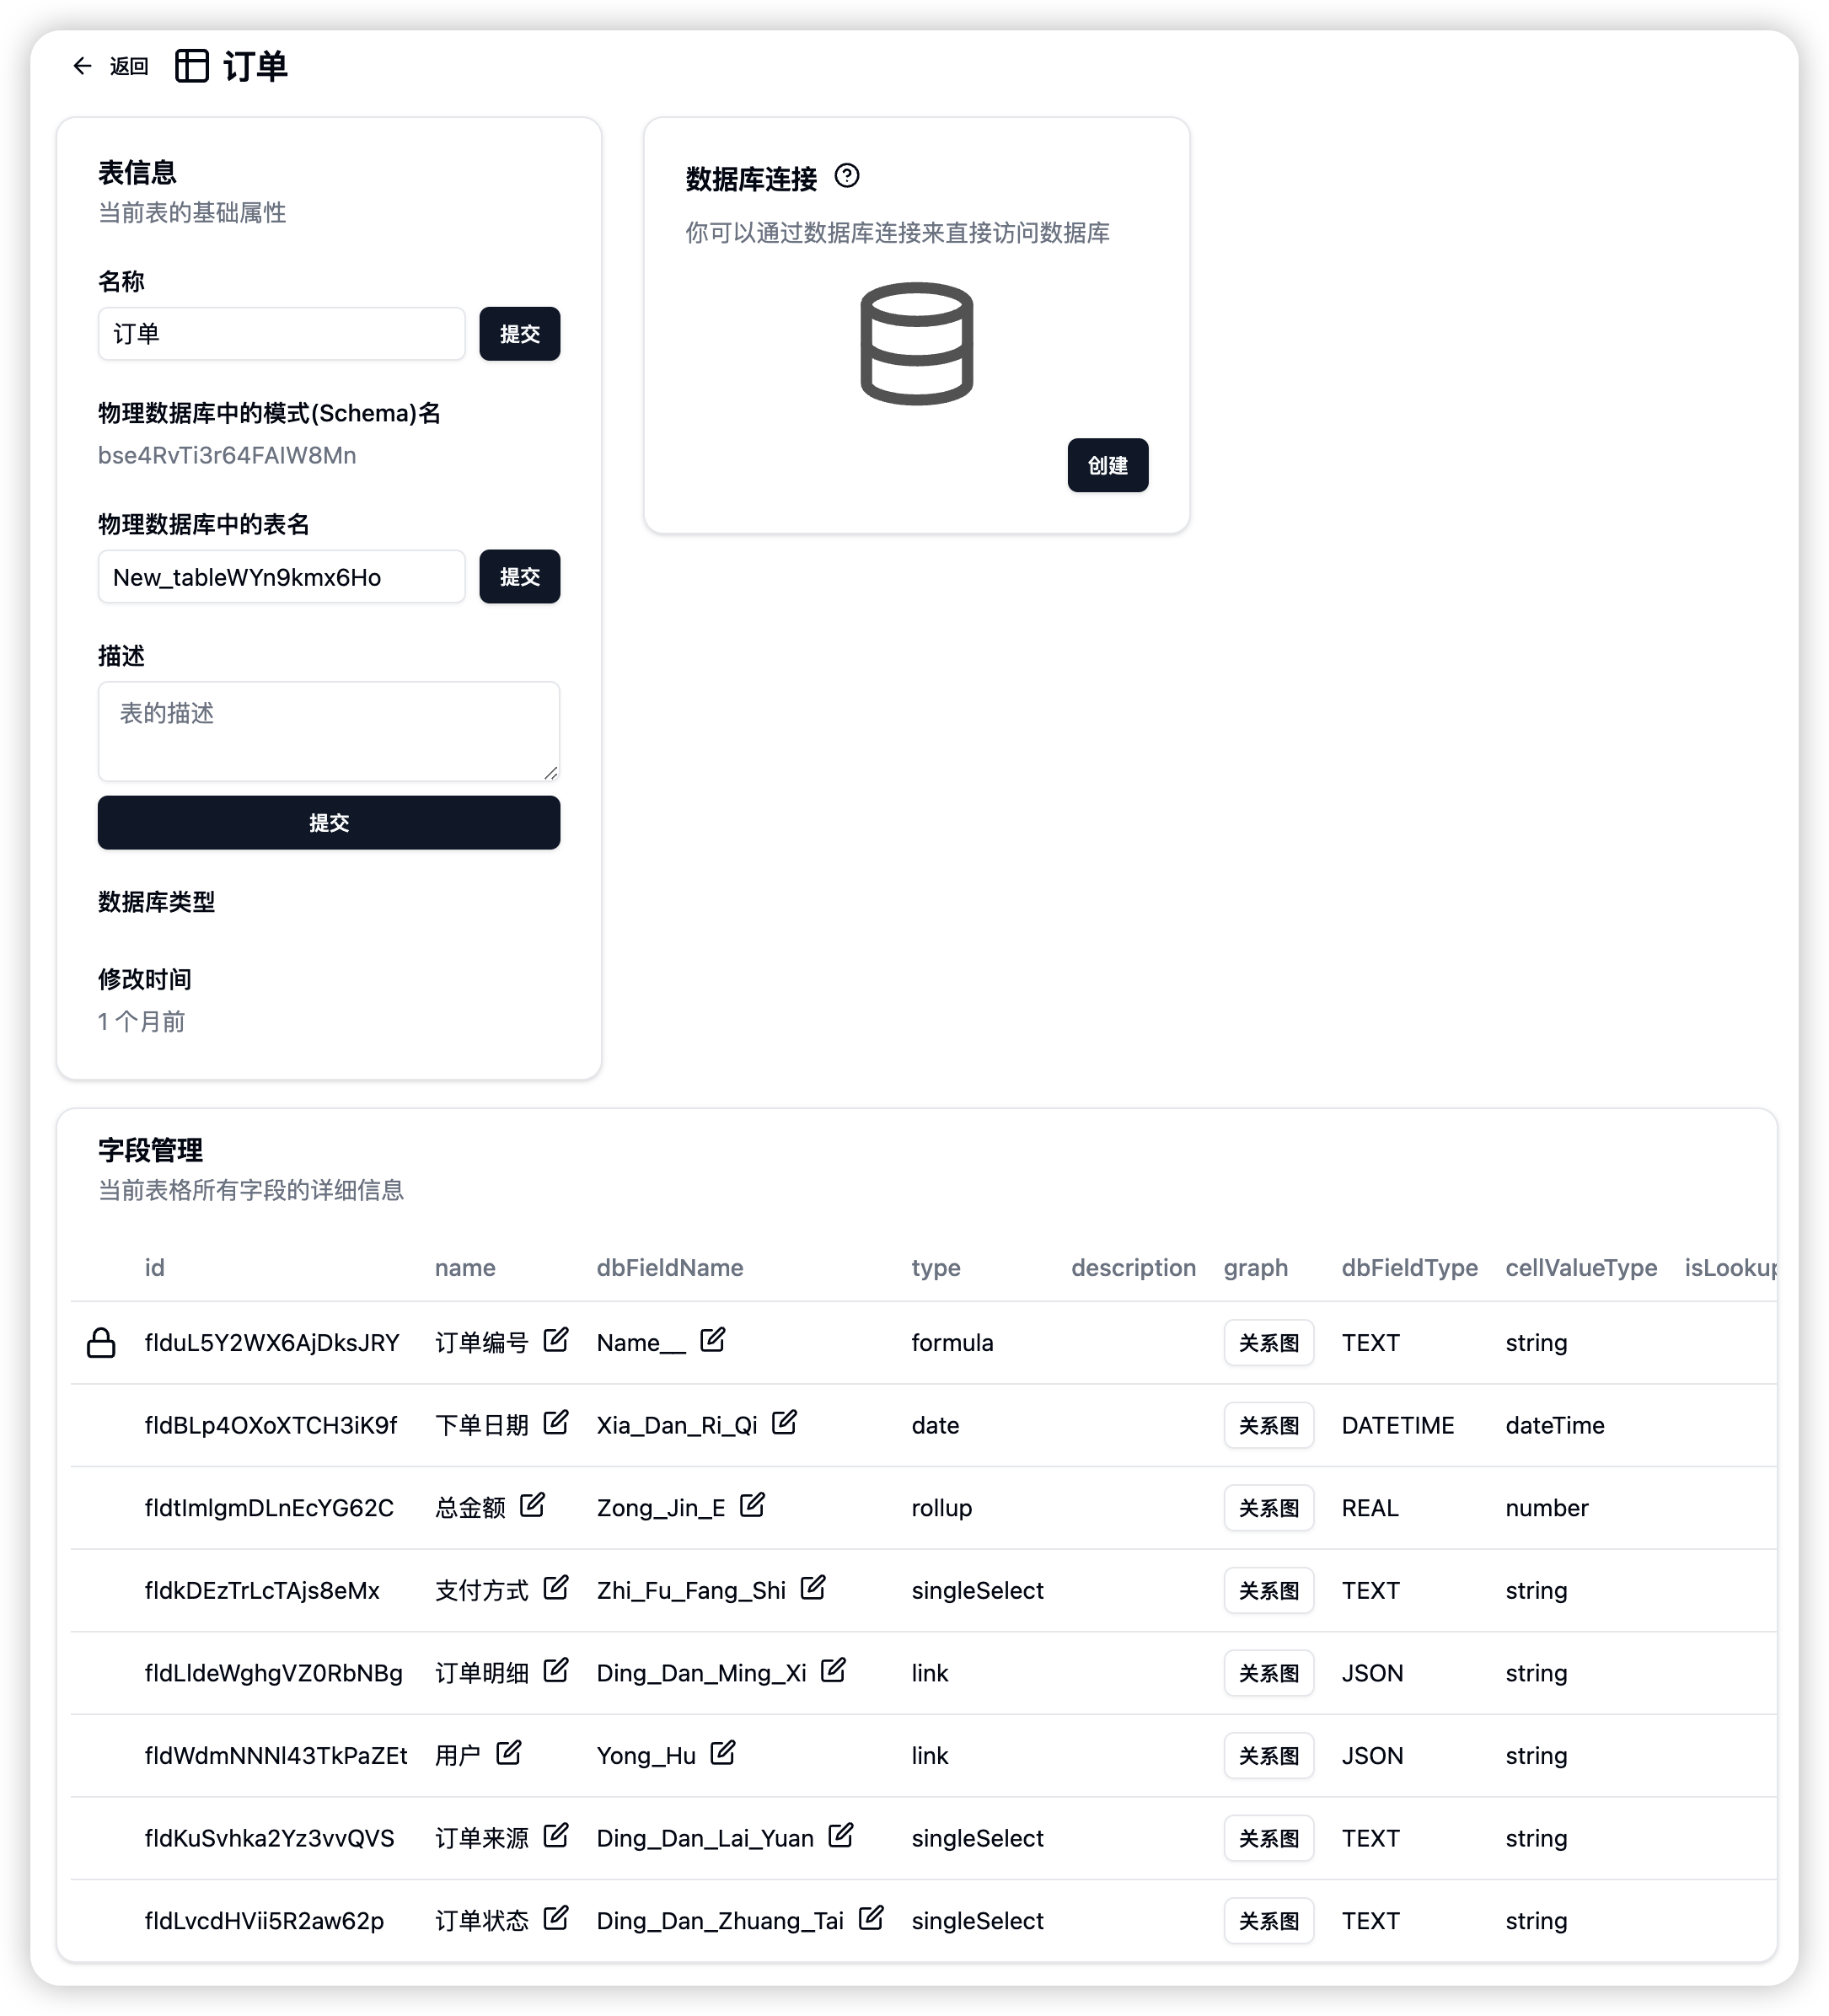 返回 订单
表信息
当前表的基础属性
名称
订单 提交
物理数据库中的模式(Schema)名
bse4RvTi3r64FAIW8Mn
物理数据库中的表名
New_tableWYn9kmx6Ho 提交
描述
表的描述
提交
数据库类型
修改时间
1 个月前
数据库连接
你可以通过数据库连接来直接访问数据库
创建
字段管理
当前表格所有字段的详细信息
id name dbFieldName type description graph dbFieldType cellValueType isLookup
flduL5Y2WX6AjDksJRY 订单编号 Name__ formula 关系图 TEXT string
fldBLp4OXoXTCH3iK9f 下单日期 Xia_Dan_Ri_Qi date 关系图 DATETIME dateTime
fldtImlgmDLnEcYG62C 总金额 Zong_Jin_E rollup 关系图 REAL number
fldkDEzTrLcTAjs8eMx 支付方式 Zhi_Fu_Fang_Shi singleSelect 关系图 TEXT string
fldLldeWghgVZ0RbNBg 订单明细 Ding_Dan_Ming_Xi link 关系图 JSON string
fldWdmNNNl43TkPaZEt 用户 Yong_Hu link 关系图 JSON string
fldKuSvhka2Yz3vvQVS 订单来源 Ding_Dan_Lai_Yuan singleSelect 关系图 TEXT string
fldLvcdHVii5R2aw62p 订单状态 Ding_Dan_Zhuang_Tai singleSelect 关系图 TEXT string